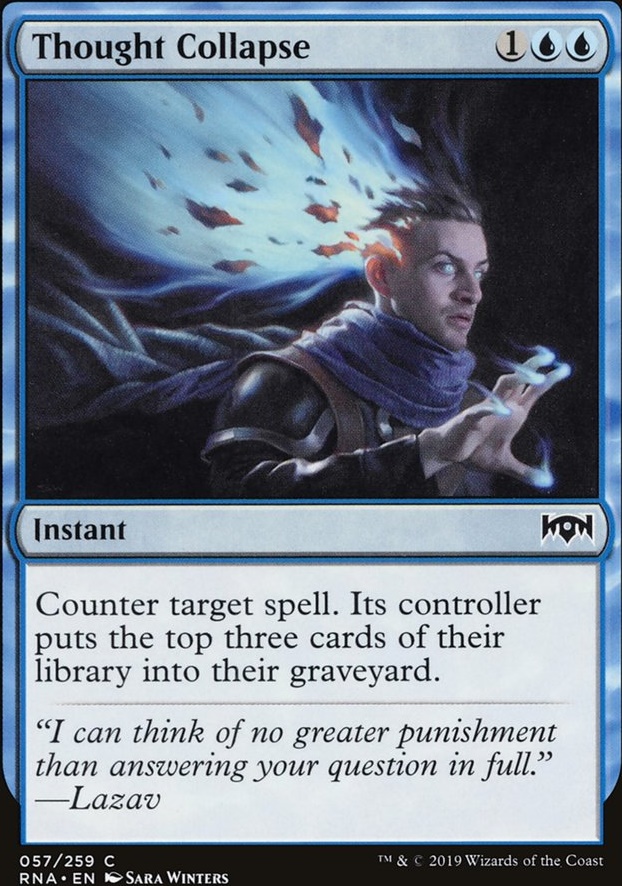 Thought Collapse 1
Instant
Counter target spell. Its controller
puts the top three cards of their
library into their graveyard.
“I can think of no greater punishment
than answering your question in full.”
—Lazav
057/259 C
RNA • EN Sara Winters
™ & © 2019 Wizards of the Coast